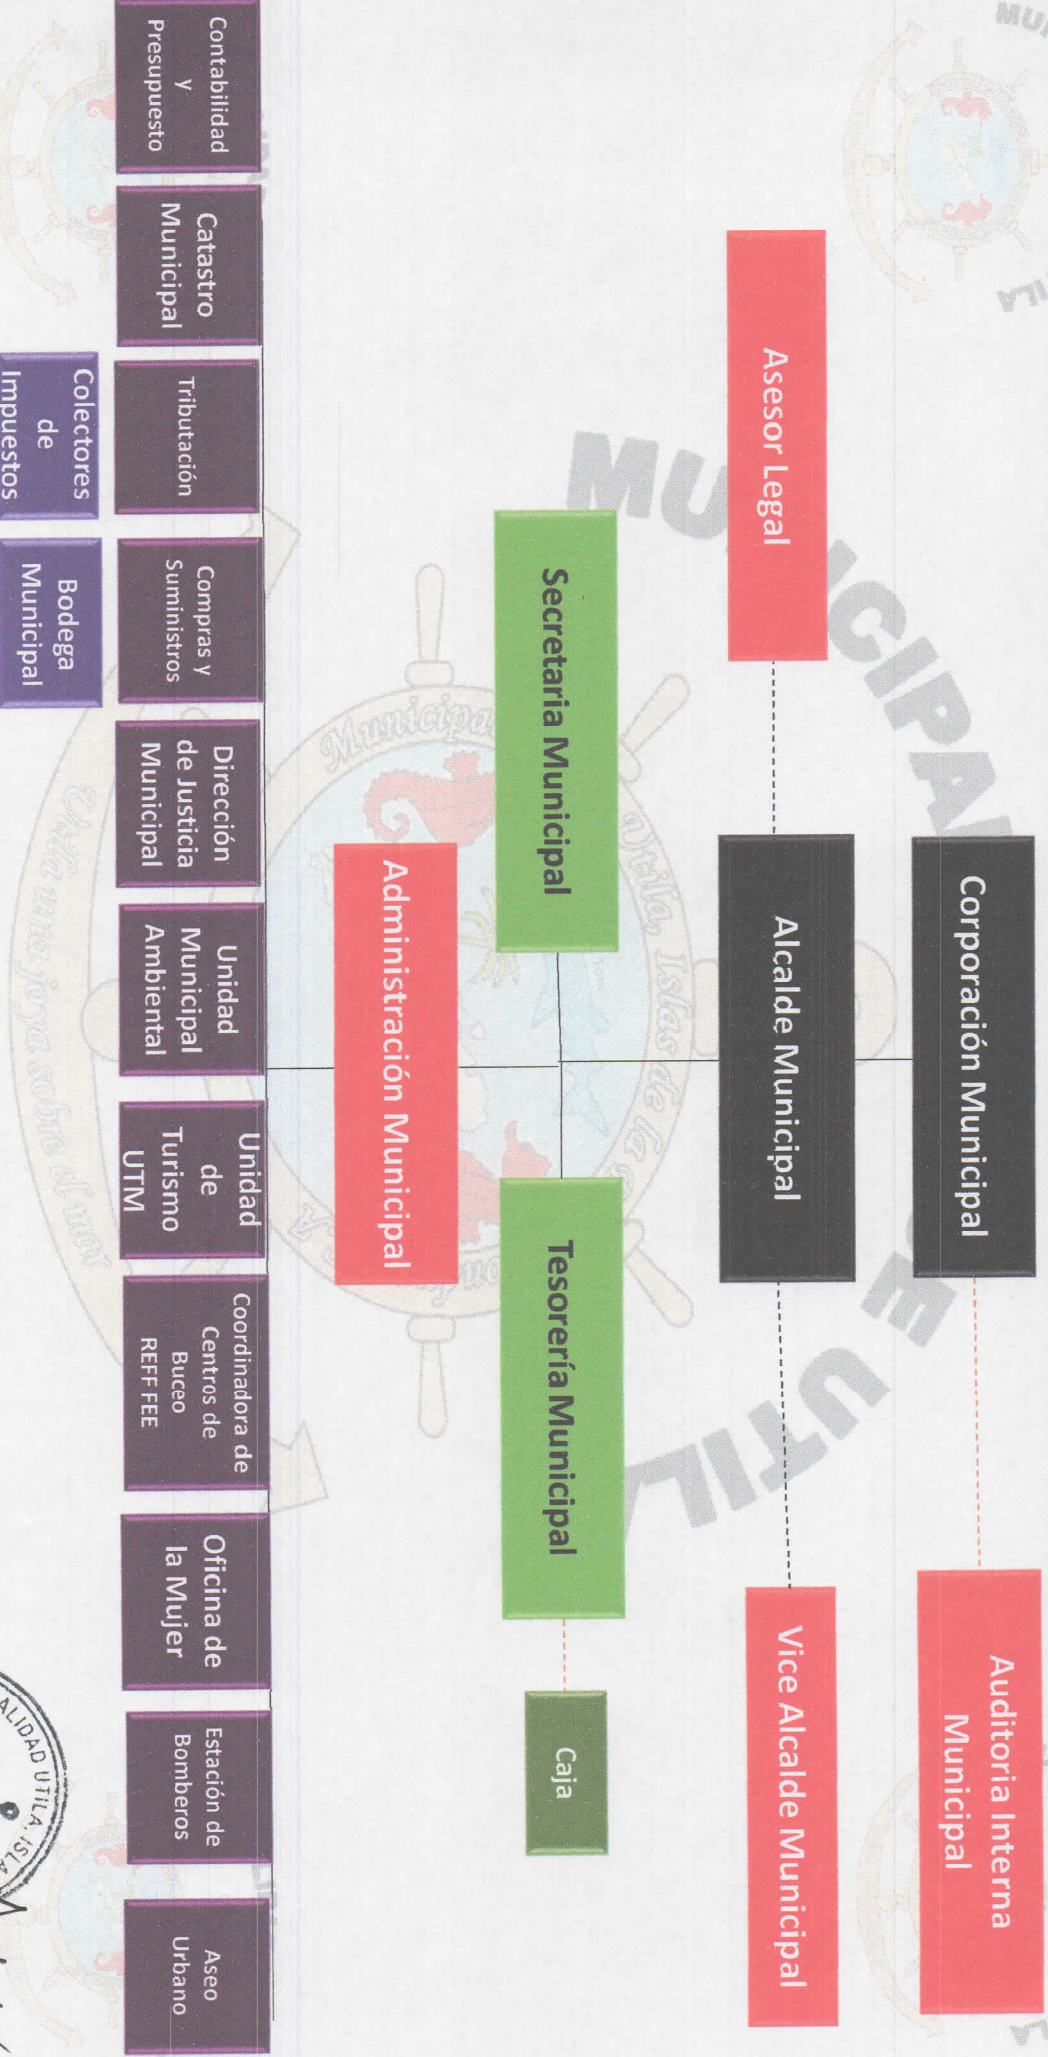 Corporación Municipal
Auditoria Interna
Municipal
Asesor Legal
Alcalde Municipal
Vice Alcalde Municipal
Secretaria Municipal
Tesorería Municipal
Caja
Administración Municipal
Contabilidad
y
Presupuesto
Catastro
Municipal
Tributación
Compras y
Suministros
Dirección
de Justicia
Municipal
Unidad
Municipal
Ambiental
Unidad
de
Turismo
UTM
Coordinadora de
Centros de
Buceo
REFF FEE
Oficina de
la Mujer
Estación de
Bomberos
Aseo
Urbano
Colectores
de
Impuestos
Bodega
Municipal